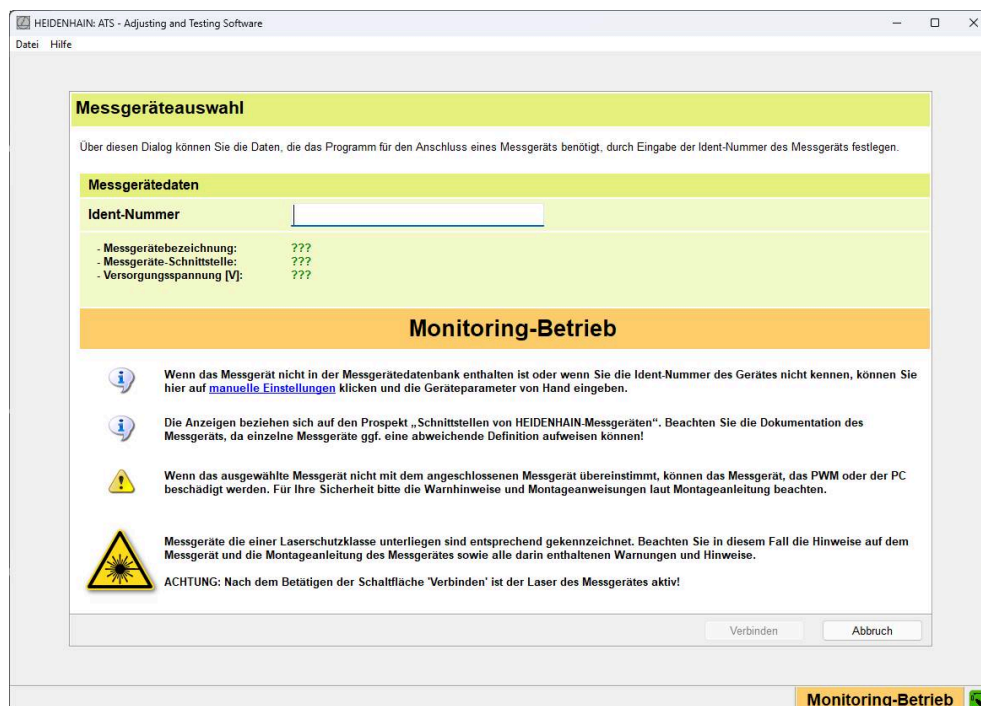 HEIDENHAIN: ATS - Adjusting and Testing Software
Datei Hilfe
Messgeräteauswahl
Über diesen Dialog können Sie die Daten, die das Programm für den Anschluss eines Messgeräts benötigt, durch Eingabe der Ident-Nummer des Messgeräts festlegen.
Messgerätedaten
Ident-Nummer
- Messgerätebezeichnung: ???
- Messgeräte-Schnittstelle: ???
- Versorgungsspannung [V]: ???
Monitoring-Betrieb
Wenn das Messgerät nicht in der Messgerätedatenbank enthalten ist oder wenn Sie die Ident-Nummer des Gerätes nicht kennen, können Sie
hier auf manuelle Einstellungen klicken und die Geräteparameter von Hand eingeben.
Die Anzeigen beziehen sich auf den Prospekt „Schnittstellen von HEIDENHAIN-Messgeräten“. Beachten Sie die Dokumentation des
Messgeräts, da einzelne Messgeräte ggf. eine abweichende Definition aufweisen können!
Wenn das ausgewählte Messgerät nicht mit dem angeschlossenen Messgerät übereinstimmt, können das Messgerät, das PWM oder der PC
beschädigt werden. Für Ihre Sicherheit bitte die Warnhinweise und Montageanweisungen laut Montageanleitung beachten.
Messgeräte die einer Laserschutzklasse unterliegen sind entsprechend gekennzeichnet. Beachten Sie in diesem Fall die Hinweise auf dem
Messgerät und die Montageanleitung des Messgerätes sowie alle darin enthaltenen Warnungen und Hinweise.
ACHTUNG: Nach dem Betätigen der Schaltfläche 'Verbinden' ist der Laser des Messgerätes aktiv!
Verbinden Abbruch
Monitoring-Betrieb